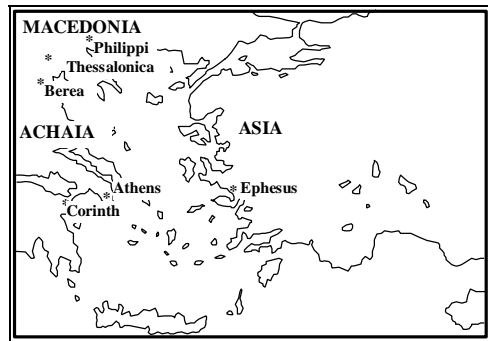 MACEDONIA
* Philippi
* Thessalonica
* Berea
ACHAIA
ASIA
* Athens
* Ephesus
* Corinth